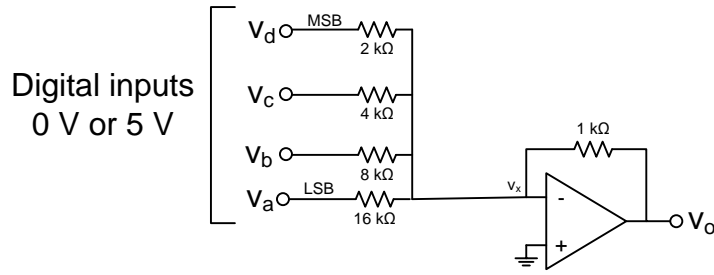 Digital inputs
0 V or 5 V
Vd
MSB
2 kΩ
Vc
4 kΩ
Vb
8 kΩ
Va
LSB
16 kΩ
1 kΩ
vx
-
+
Vo